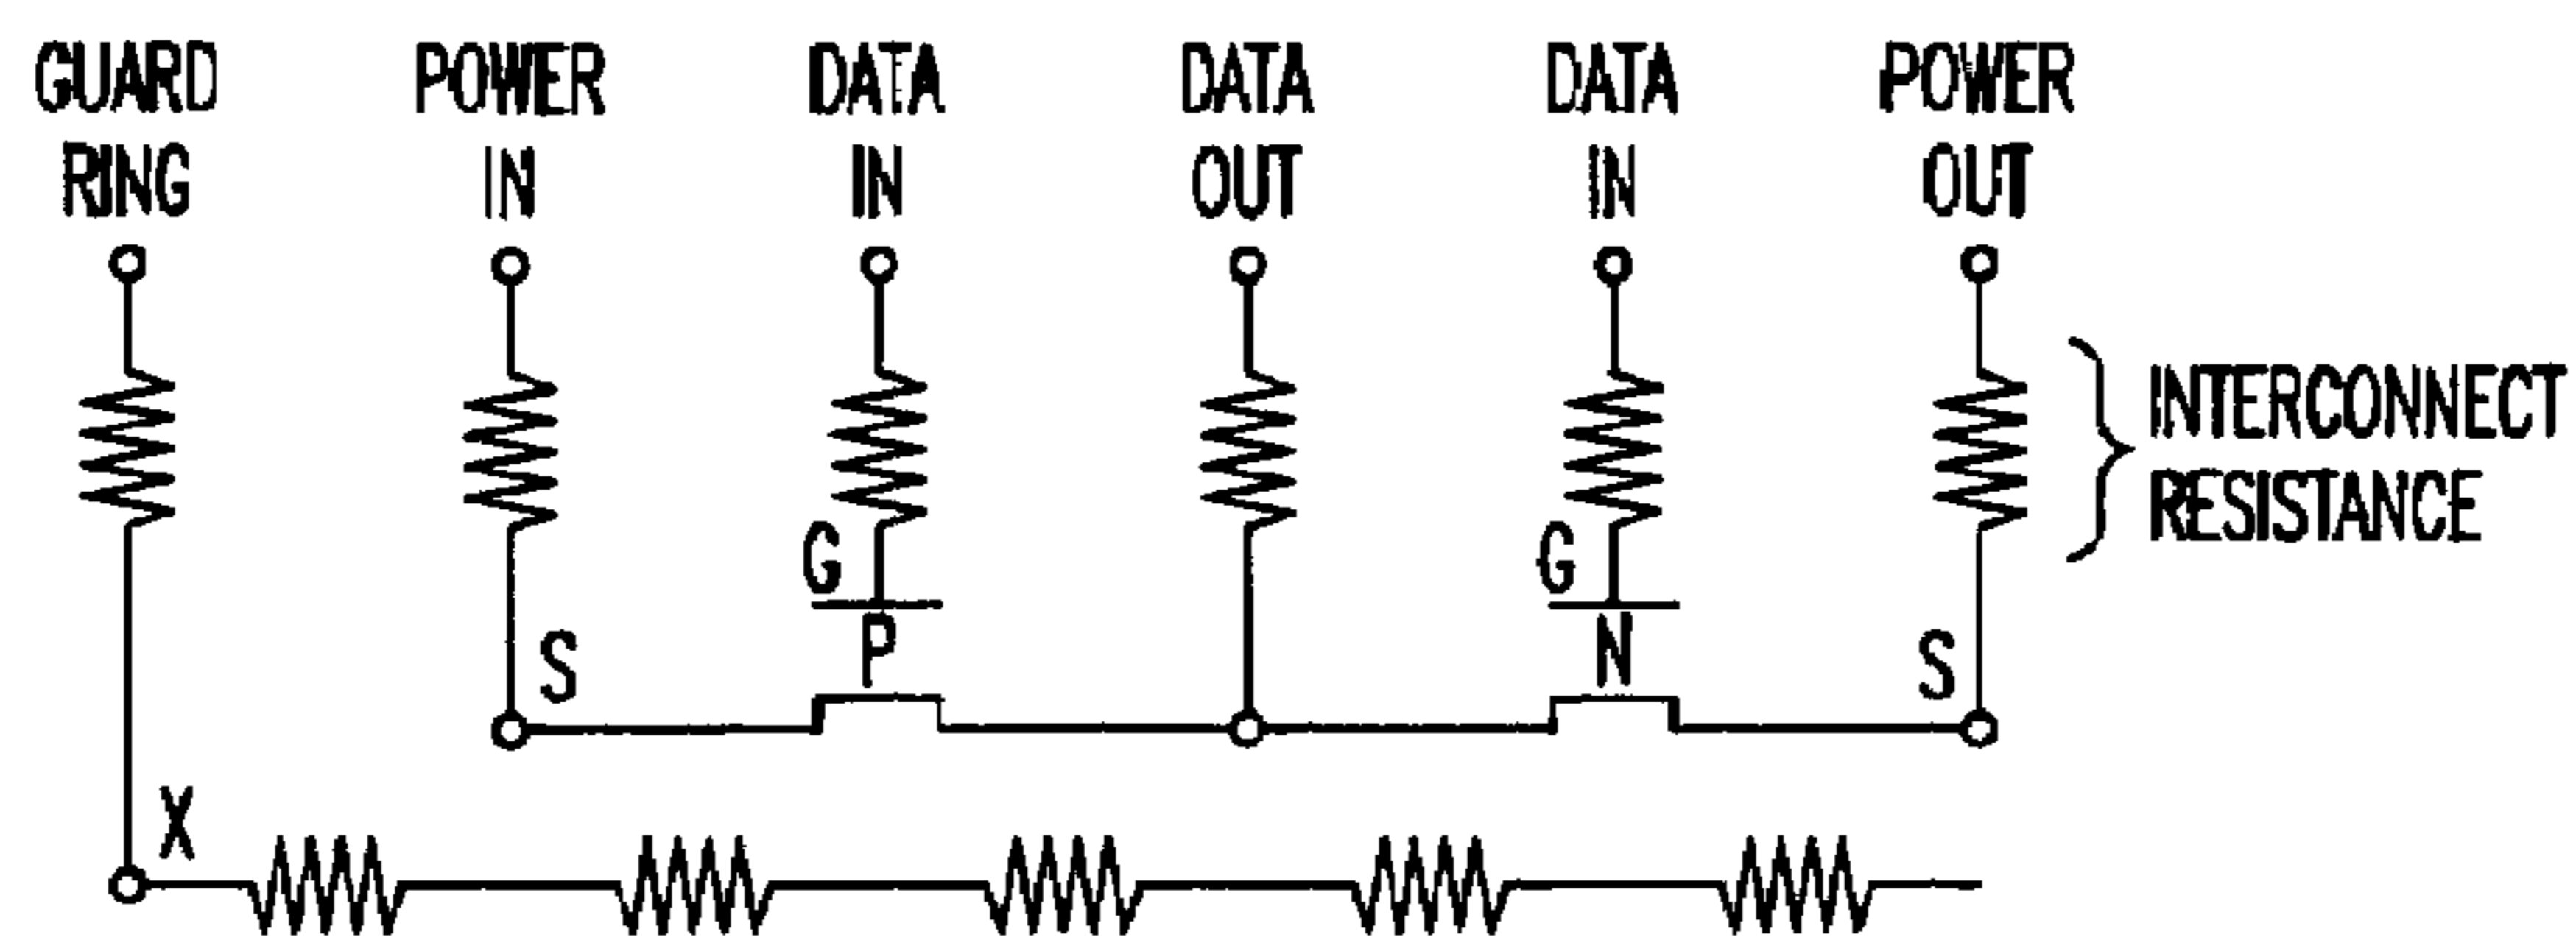 GUARD
RING
POWER
IN
DATA
IN
DATA
OUT
DATA
IN
POWER
OUT
INTERCONNECT
RESISTANCE
G
P
G
N
S
S
X